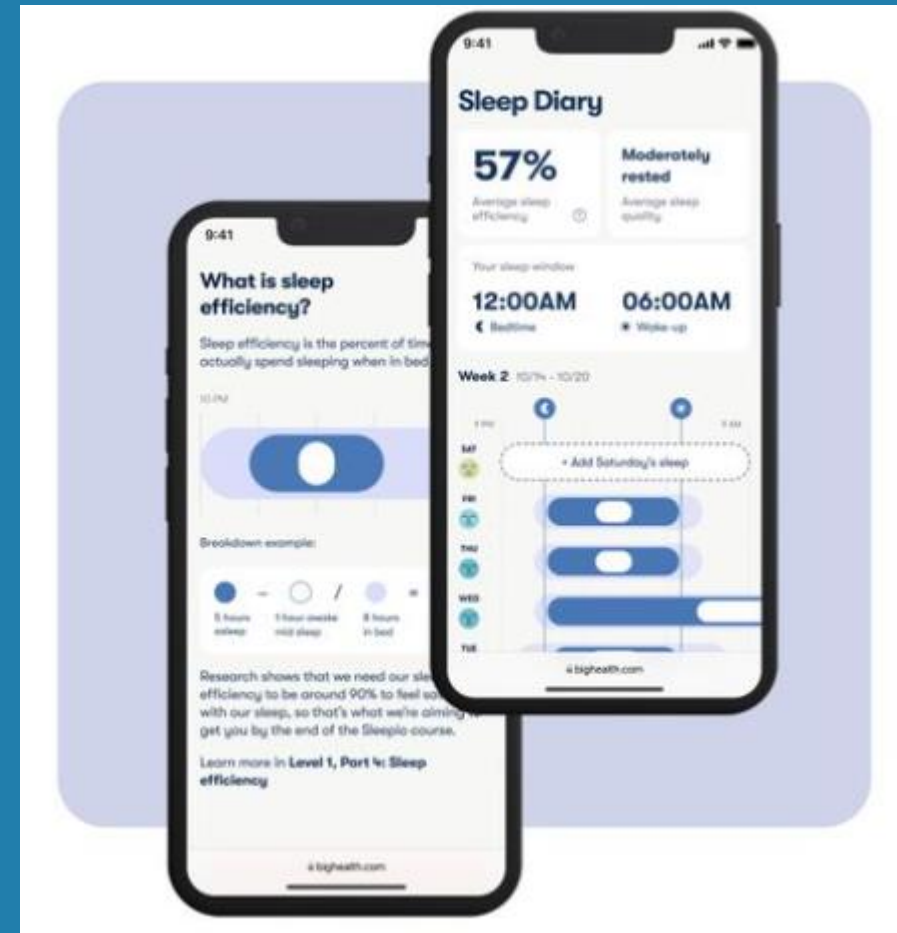 9:41
What is sleep
efficiency?
Sleep efficiency is the percent of
actually spend sleeping when in bed
10 PM
Breakdown example:
- / =
5 hours
asleep
1 hour awake
mid sleep
8 hours
in bed
Research shows that we need our
efficiency to be around 90% to feel
with our sleep, so that's what we're aiming
get you by the end of the Sleepio course.
Learn more in Level 1, Part 4: Sleep
efficiency
bighealth.com
9:41
Sleep Diary
57%
Average sleep
efficiency
Moderately
rested
Average sleep
quality
Your sleep window
12:00AM
Bedtime
06:00AM
Wake-up
Week 2 10/14 - 10/20
9 PM
+ Add Saturday's sleep
SAT
FRI
THU
WED
TUE
bighealth.com